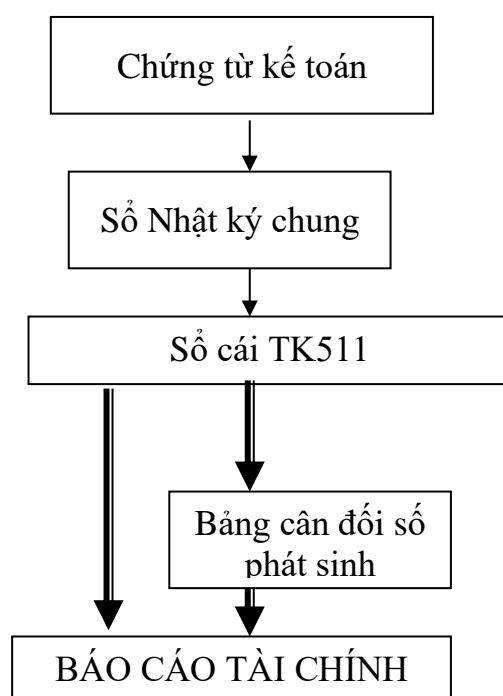 Chứng từ kế toán
Sổ Nhật ký chung
Sổ cái TK511
Bảng cân đối số
phát sinh
BÁO CÁO TÀI CHÍNH